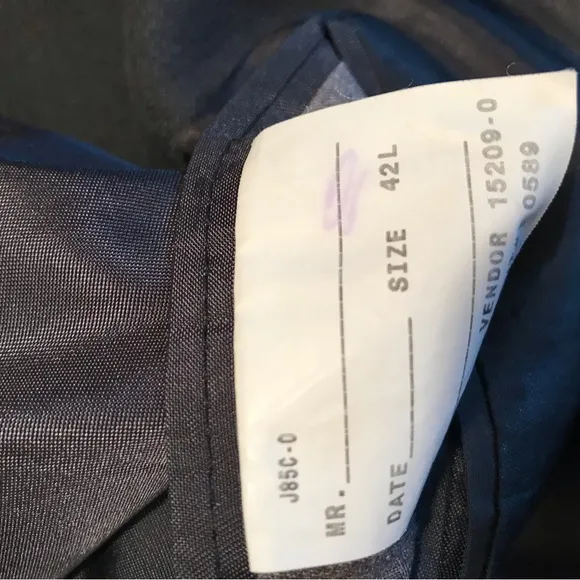 J85C-0
MR.
DATE SIZE 42L
VENDOR 15209-0
0589